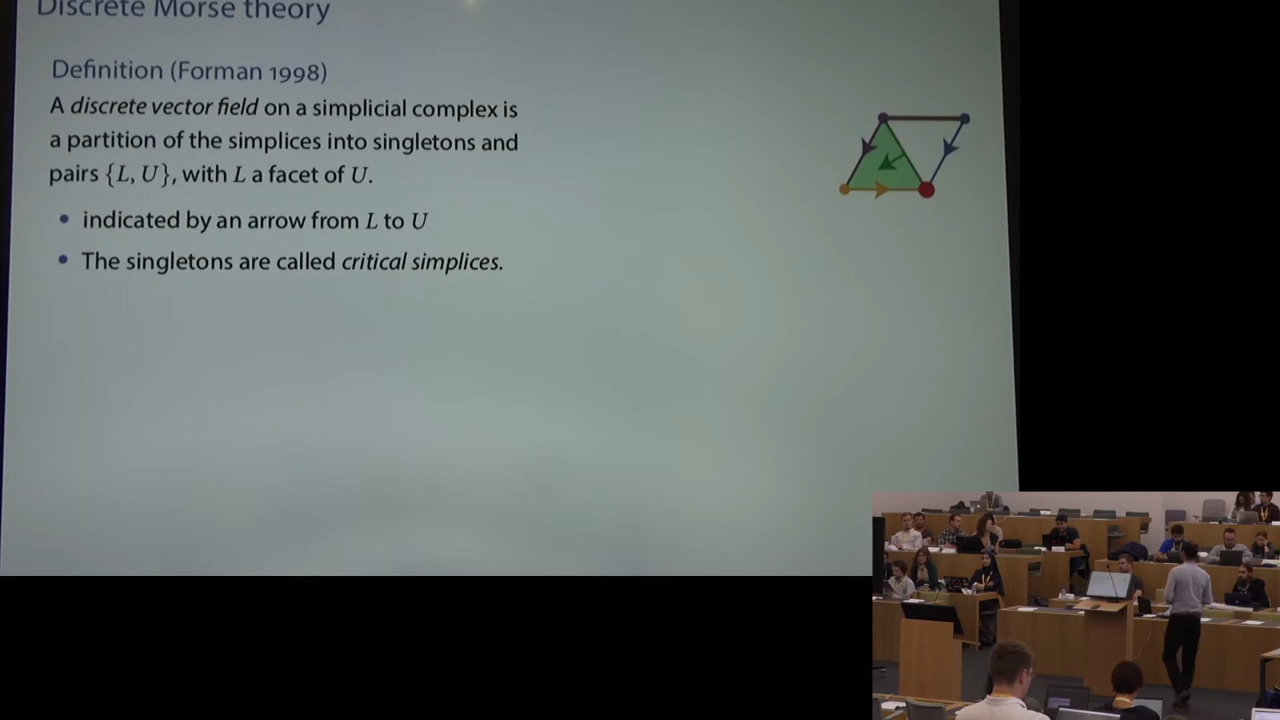 Discrete Morse theory
Definition (Forman 1998)
A discrete vector field on a simplicial complex is
a partition of the simplices into singletons and
pairs {L, U}, with L a facet of U.
• indicated by an arrow from L to U
• The singletons are called critical simplices.